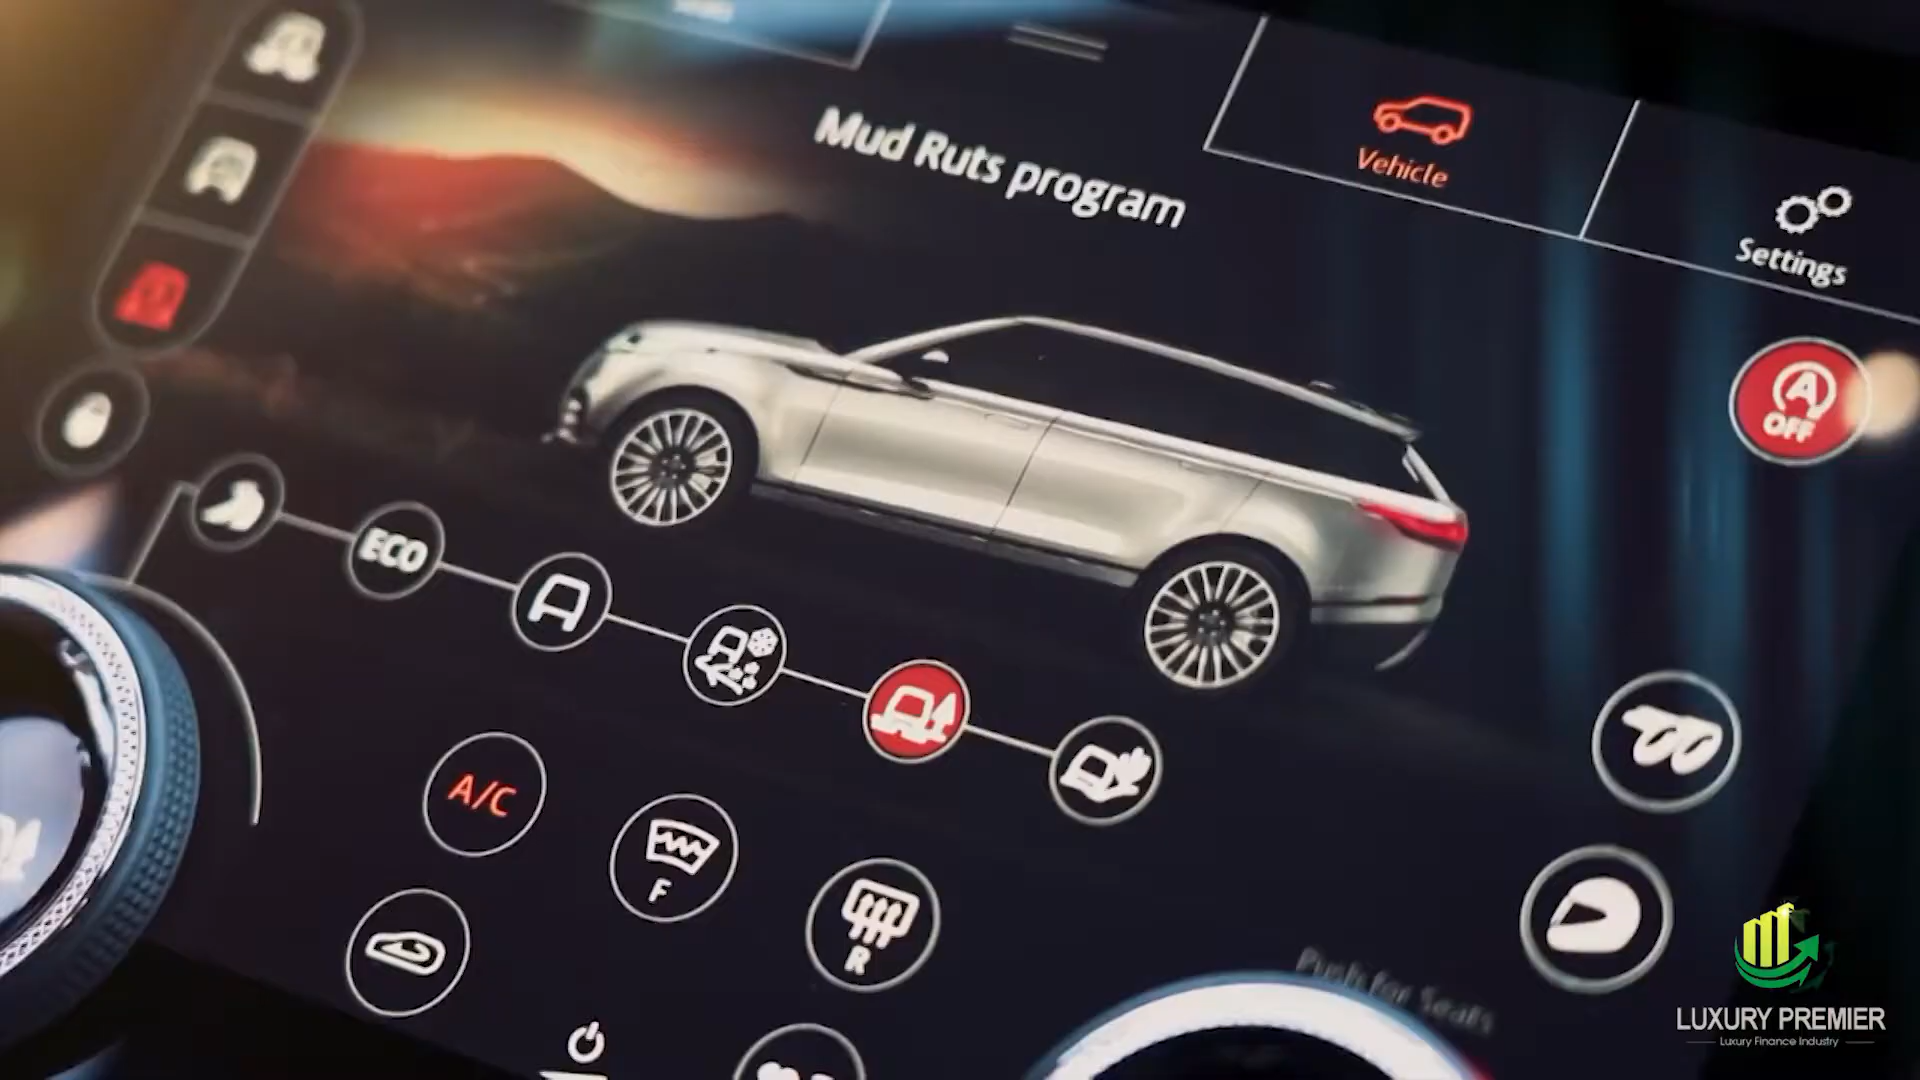 Mud Ruts program
Vehicle
Settings
A
OFF
ECO
A/C
F
R
Push for Seats
LUXURY PREMIER
Luxury Finance Industry